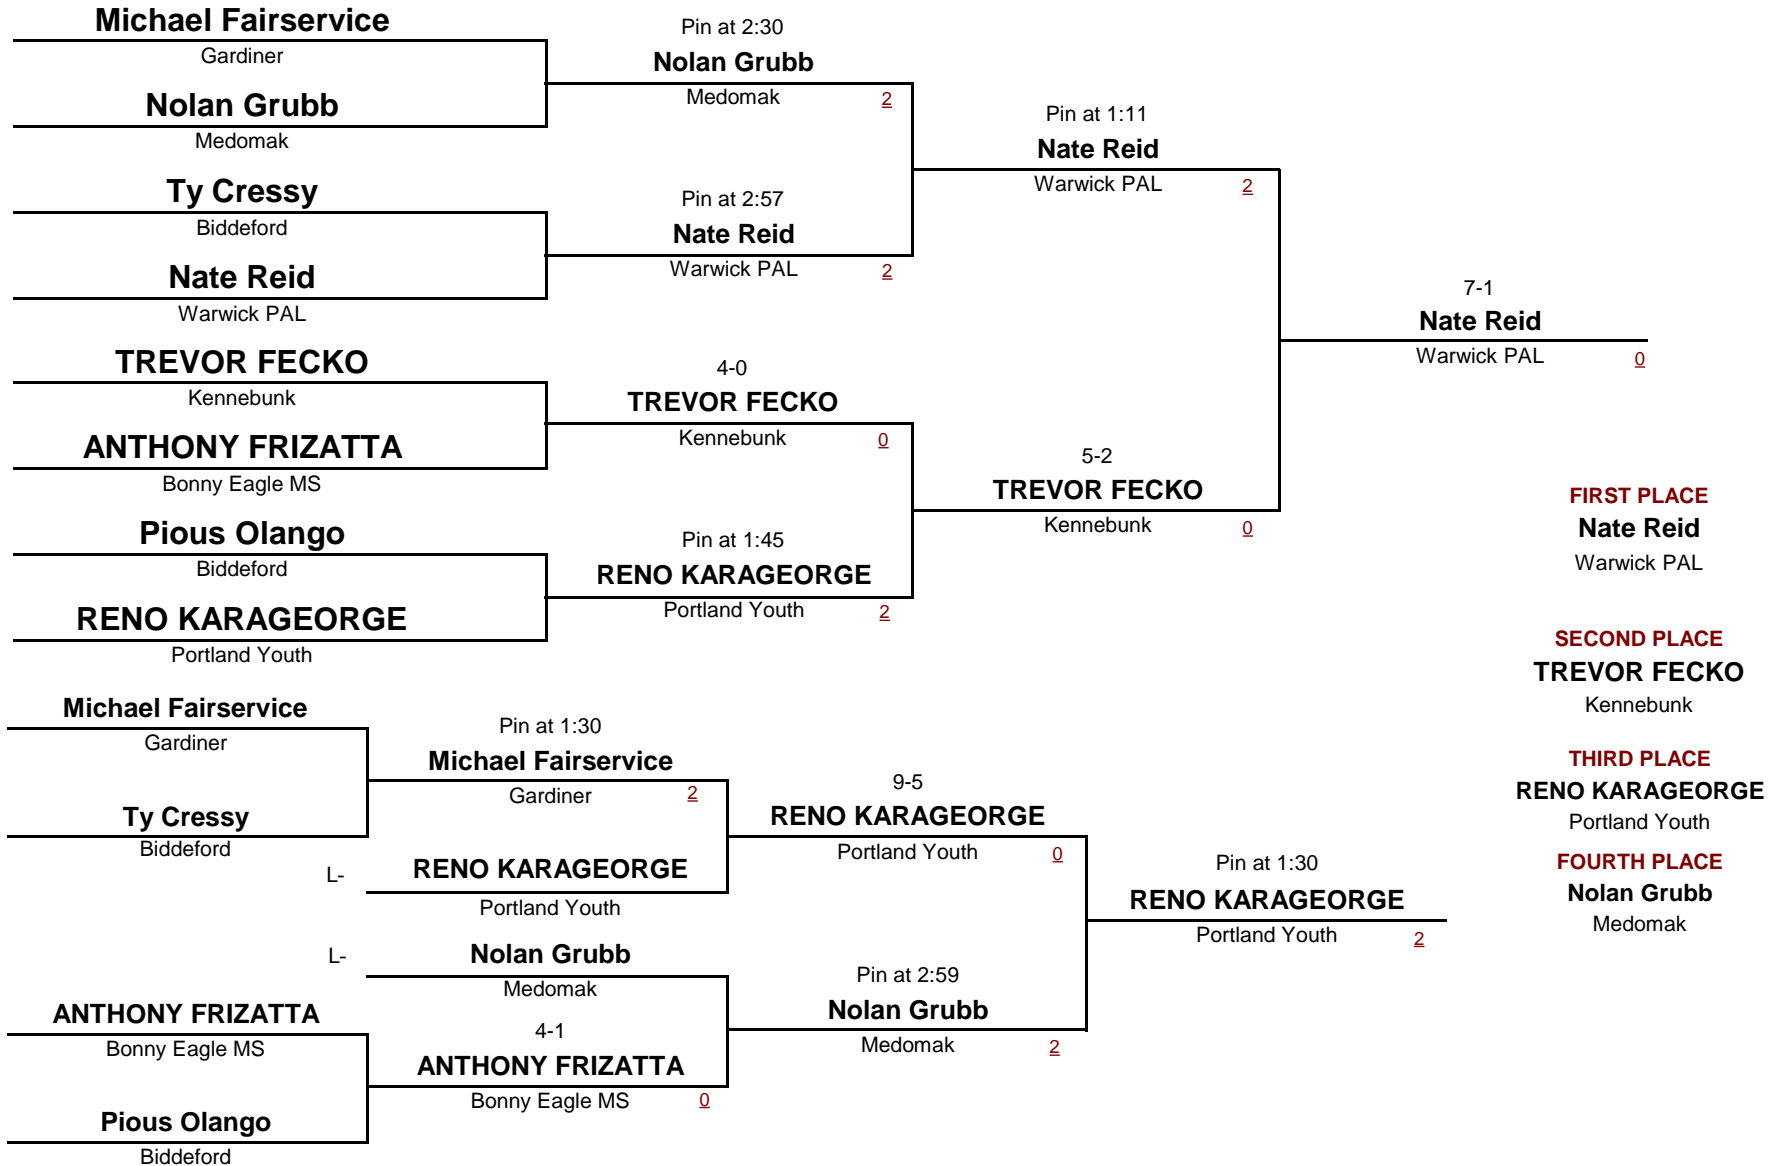 Michael Fairservice
Gardiner
Nolan Grubb
Medomak
Ty Cressy
Biddeford
Nate Reid
Warwick PAL
TREVOR FECKO
Kennebunk
ANTHONY FRIZATTA
Bonny Eagle MS
Pious Olango
Biddeford
RENO KARAGEORGE
Portland Youth
Pin at 2:30
Nolan Grubb
Medomak 2
Pin at 2:57
Nate Reid
Warwick PAL 2
4-0
TREVOR FECKO
Kennebunk 0
Pin at 1:45
RENO KARAGEORGE
Portland Youth 2
Pin at 1:11
Nate Reid
Warwick PAL 2
5-2
TREVOR FECKO
Kennebunk 0
7-1
Nate Reid
Warwick PAL 0
FIRST PLACE
Nate Reid
Warwick PAL
SECOND PLACE
TREVOR FECKO
Kennebunk
THIRD PLACE
RENO KARAGEORGE
Portland Youth
FOURTH PLACE
Nolan Grubb
Medomak
Michael Fairservice
Gardiner
Ty Cressy
Biddeford
ANTHONY FRIZATTA
Bonny Eagle MS
Pious Olango
Biddeford
Pin at 1:30
Michael Fairservice
Gardiner 2
L- RENO KARAGEORGE
Portland Youth
L- Nolan Grubb
Medomak
4-1
ANTHONY FRIZATTA
Bonny Eagle MS 0
9-5
RENO KARAGEORGE
Portland Youth 0
Pin at 2:59
Nolan Grubb
Medomak 2
Pin at 1:30
RENO KARAGEORGE
Portland Youth 2